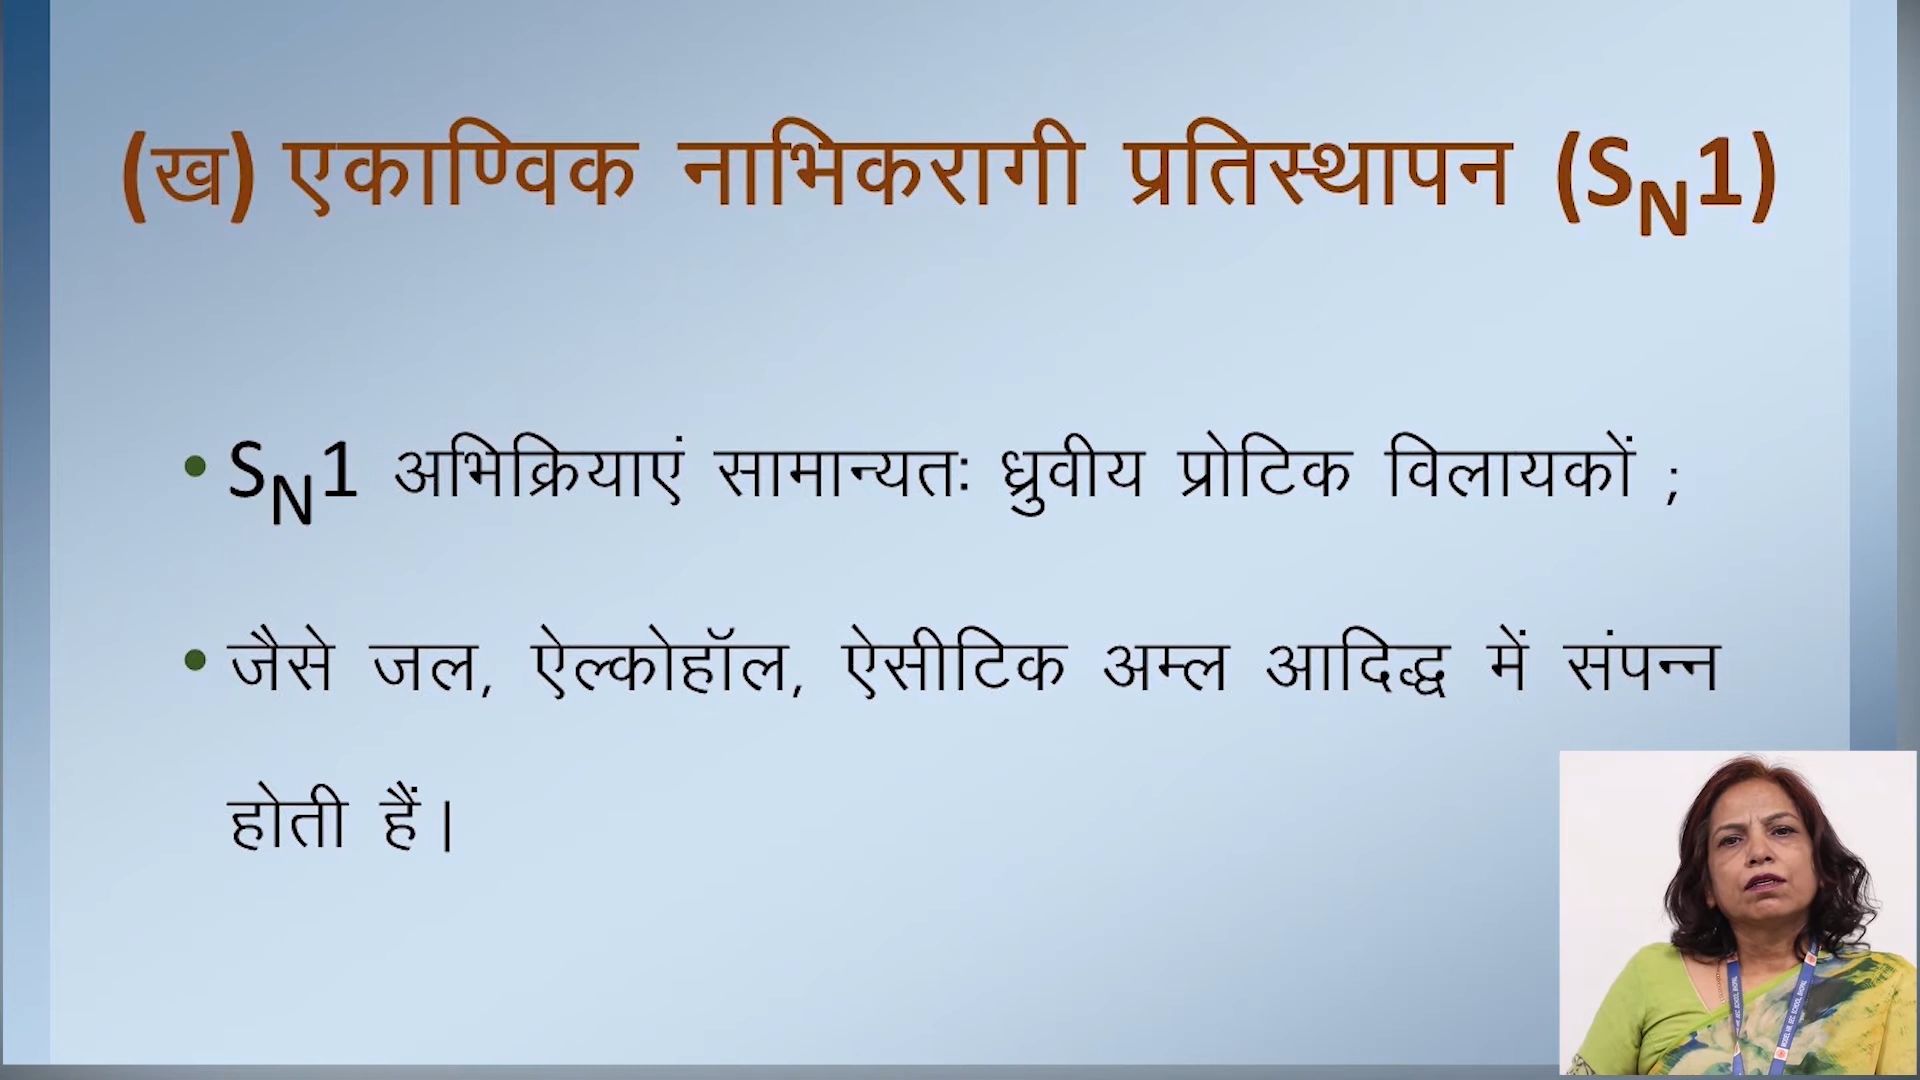 (ख) एकाण्विक नाभिकरागी प्रतिस्थापन (SN1)
• SN1 अभिक्रियाएं सामान्यतः ध्रुवीय प्रोटिक विलायकों ;
• जैसे जल, ऐल्कोहॉल, ऐसीटिक अम्ल आदिद्ध में संपन्न
होती हैं।